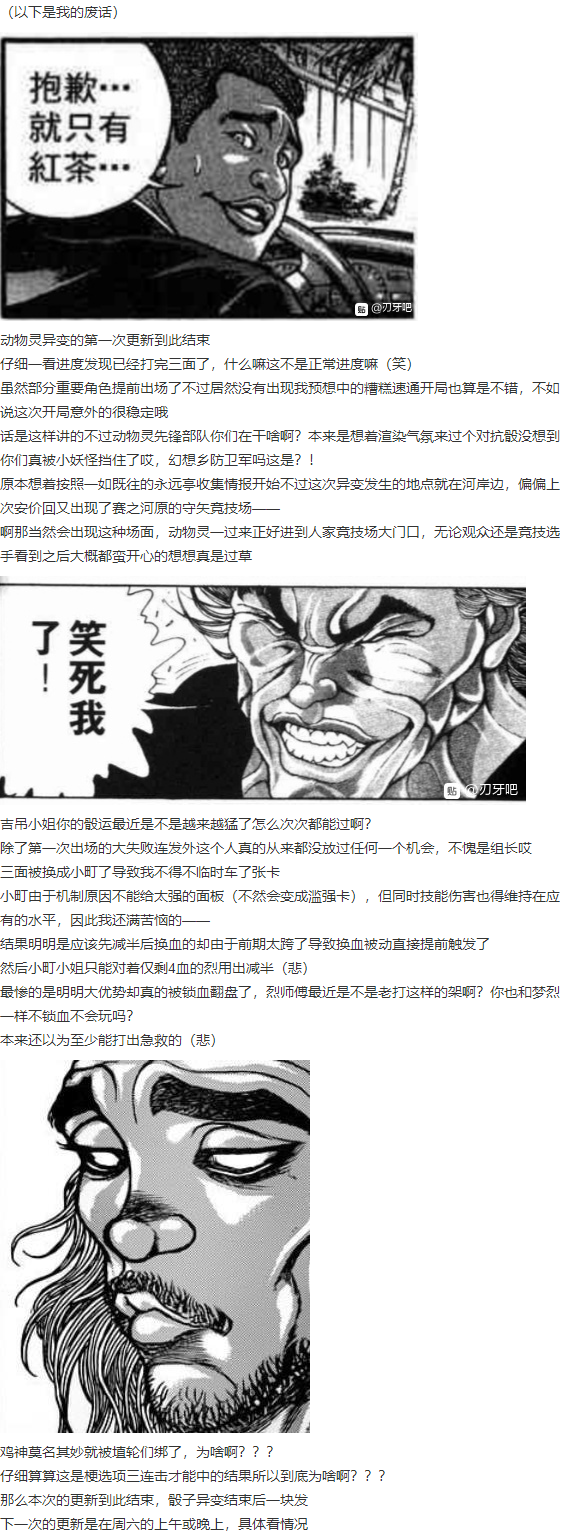 （以下是我的废话）
抱歉…
就只有
紅茶…
贴 @刃牙吧
动物灵异变的第一次更新到此结束
仔细一看进度发现已经打完三面了，什么嘛这不是正常进度嘛（笑）
虽然部分重要角色提前出场了不过居然没有出现我预想中的糟糕速通开局也算是不错，不如
说这次开局意外的很稳定哦
话是这样讲的不过动物灵先锋部队你们在干啥啊？本来是想着渲染气氛来过个对抗骰没想到
你们真被小妖怪挡住了哎，幻想乡防卫军吗这是？！
原本想着按照一如既往的永远亭收集情报开始不过这次异变发生的地点就在河岸边，偏偏上
次安价回又出现了赛之河原的守矢竞技场——
啊那当然会出现这种场面，动物灵一过来正好进到人家竞技场大门口，无论观众还是竞技选
手看到之后大概都蛮开心的想想真是过草
笑死我
了！
贴 @刃牙吧
吉吊小姐你的骰运最近是不是越来越猛了怎么次次都能过啊？
除了第一次出场的大失败连发外这个人真的从来都没放过任何一个机会，不愧是组长哎
三面被换成小町了导致我不得不临时车了张卡
小町由于机制原因不能给太强的面板（不然会变成滥强卡），但同时技能伤害也得维持在应
有的水平，因此我还满苦恼的——
结果明明是应该先减半后换血的却由于前期太跨了导致换血被动直接提前触发了
然后小町小姐只能对着仅剩4血的烈用出减半（悲）
最惨的是明明大优势却真的被锁血翻盘了，烈师傅最近是不是老打这样的架啊？你也和梦烈
一样不锁血不会玩吗？
本来还以为至少能打出急救的（悲）
鸡神莫名其妙就被埴轮们绑了，为啥啊？？？
仔细算算这是梗选项三连击才能中的结果所以到底为啥啊？？？
那么本次的更新到此结束，骰子异变结束后一块发
下一次的更新是在周六的上午或晚上，具体看情况